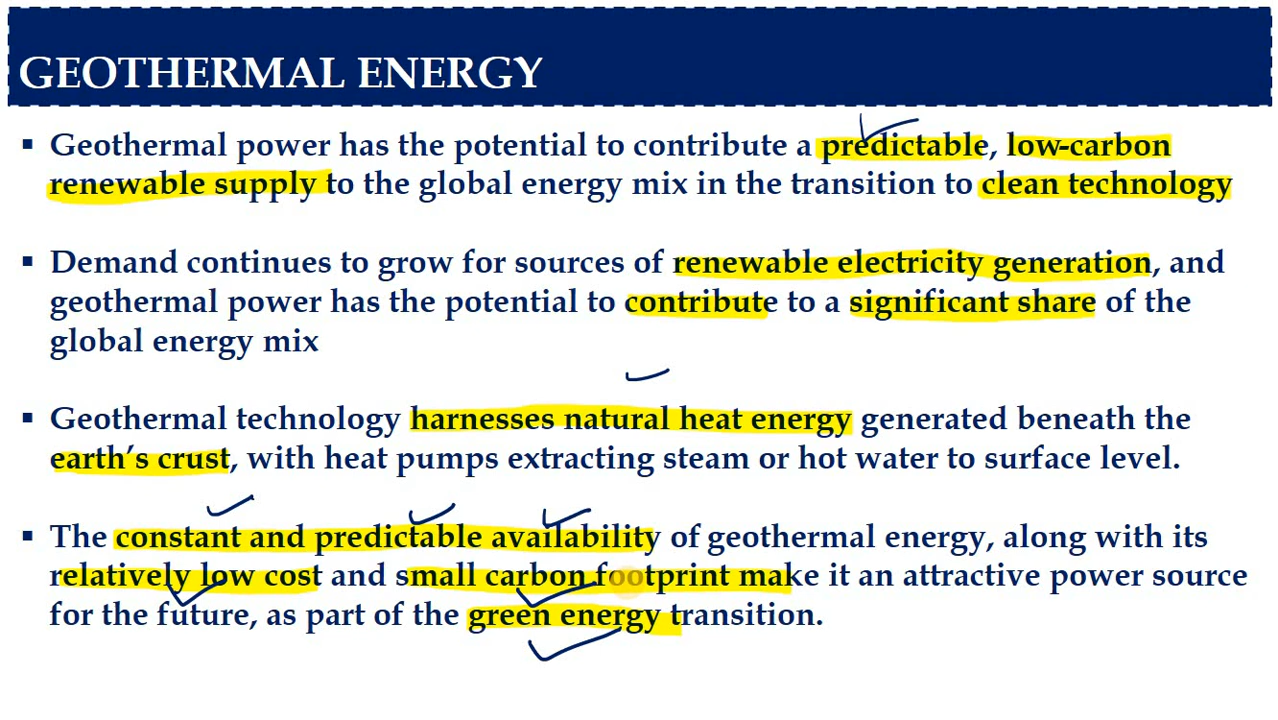 GEOTHERMAL ENERGY
▪ Geothermal power has the potential to contribute a predictable, low-carbon
renewable supply to the global energy mix in the transition to clean technology
▪ Demand continues to grow for sources of renewable electricity generation, and
geothermal power has the potential to contribute to a significant share of the
global energy mix
▪ Geothermal technology harnesses natural heat energy generated beneath the
earth’s crust, with heat pumps extracting steam or hot water to surface level.
▪ The constant and predictable availability of geothermal energy, along with its
relatively low cost and small carbon footprint make it an attractive power source
for the future, as part of the green energy transition.